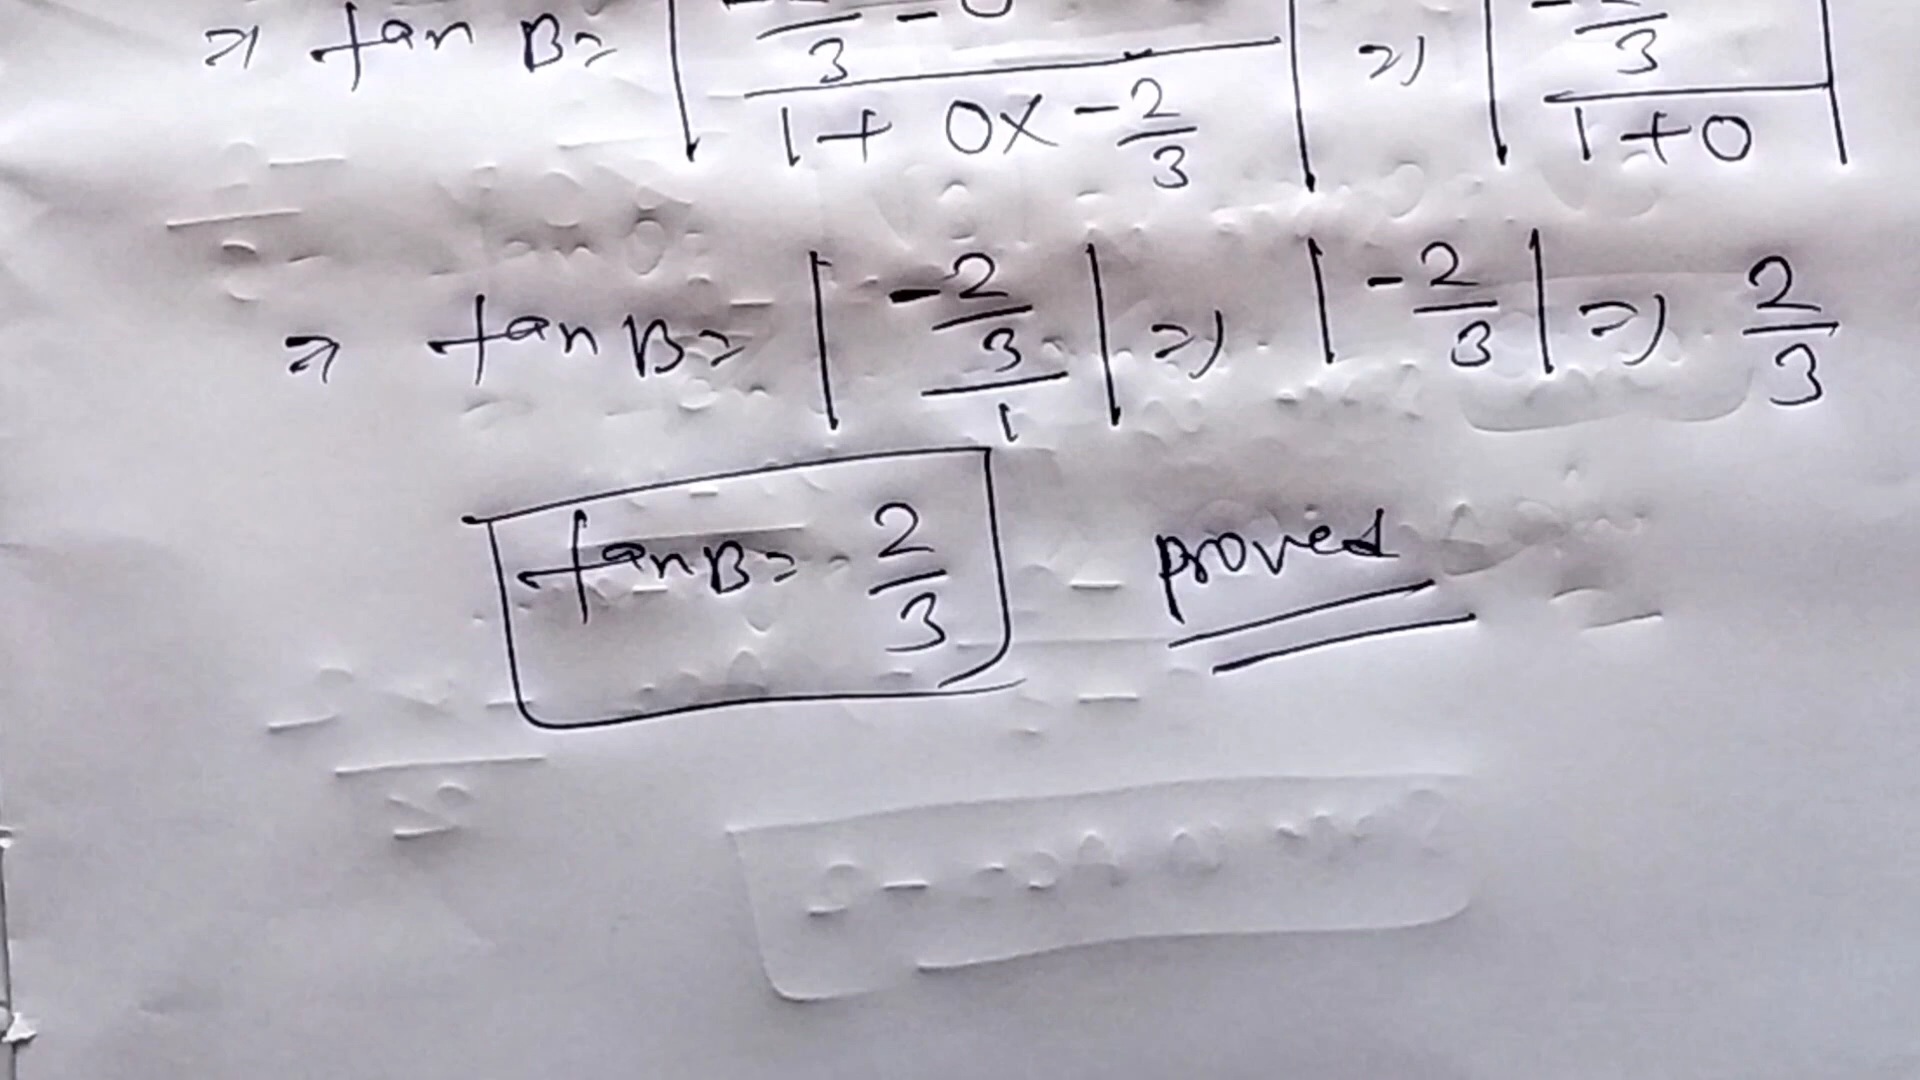 ⇒ tan B = | -2/3 - 0 / 1 + 0 × -2/3 | ⇒ | -2/3 / 1+0 |
⇒ tan B = | -2/3 / 1 | ⇒ | -2/3 | ⇒ 2/3
tan B = 2/3 proved